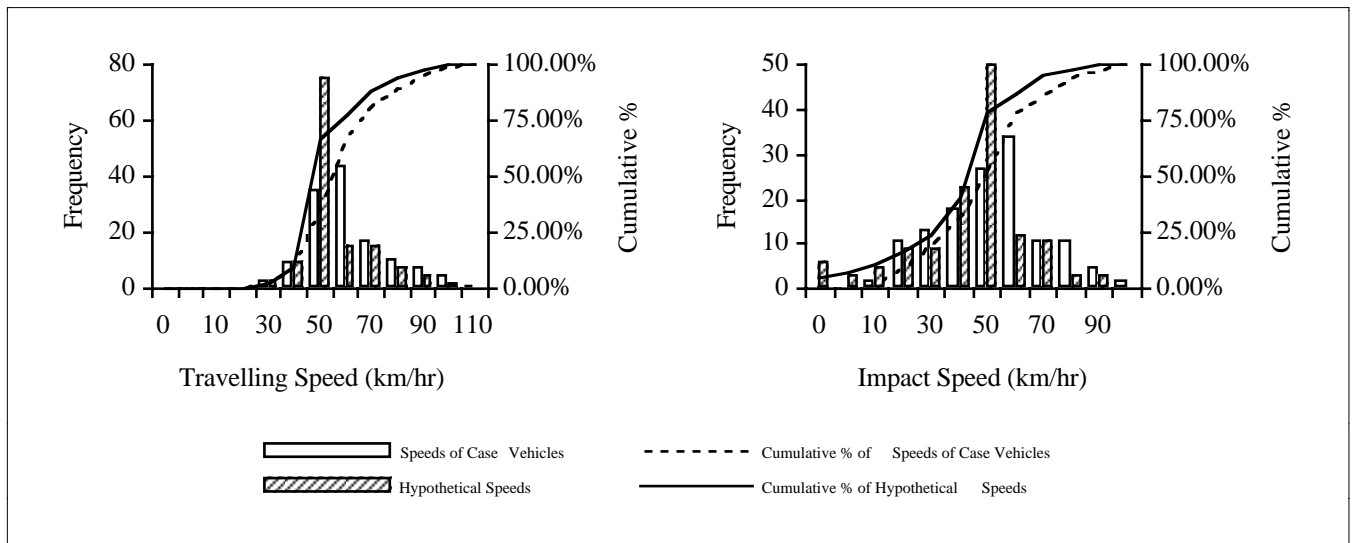 80
60
40
20
0
Frequency
100.00%
75.00%
50.00%
25.00%
0.00%
Cumulative %
0 10 30 50 70 90 110
Travelling Speed (km/hr)
50
40
30
20
10
0
Frequency
100.00%
75.00%
50.00%
25.00%
0.00%
Cumulative %
0 10 30 50 70 90
Impact Speed (km/hr)
Speeds of Case Vehicles
Cumulative % of Speeds of Case Vehicles
Hypothetical Speeds
Cumulative % of Hypothetical Speeds